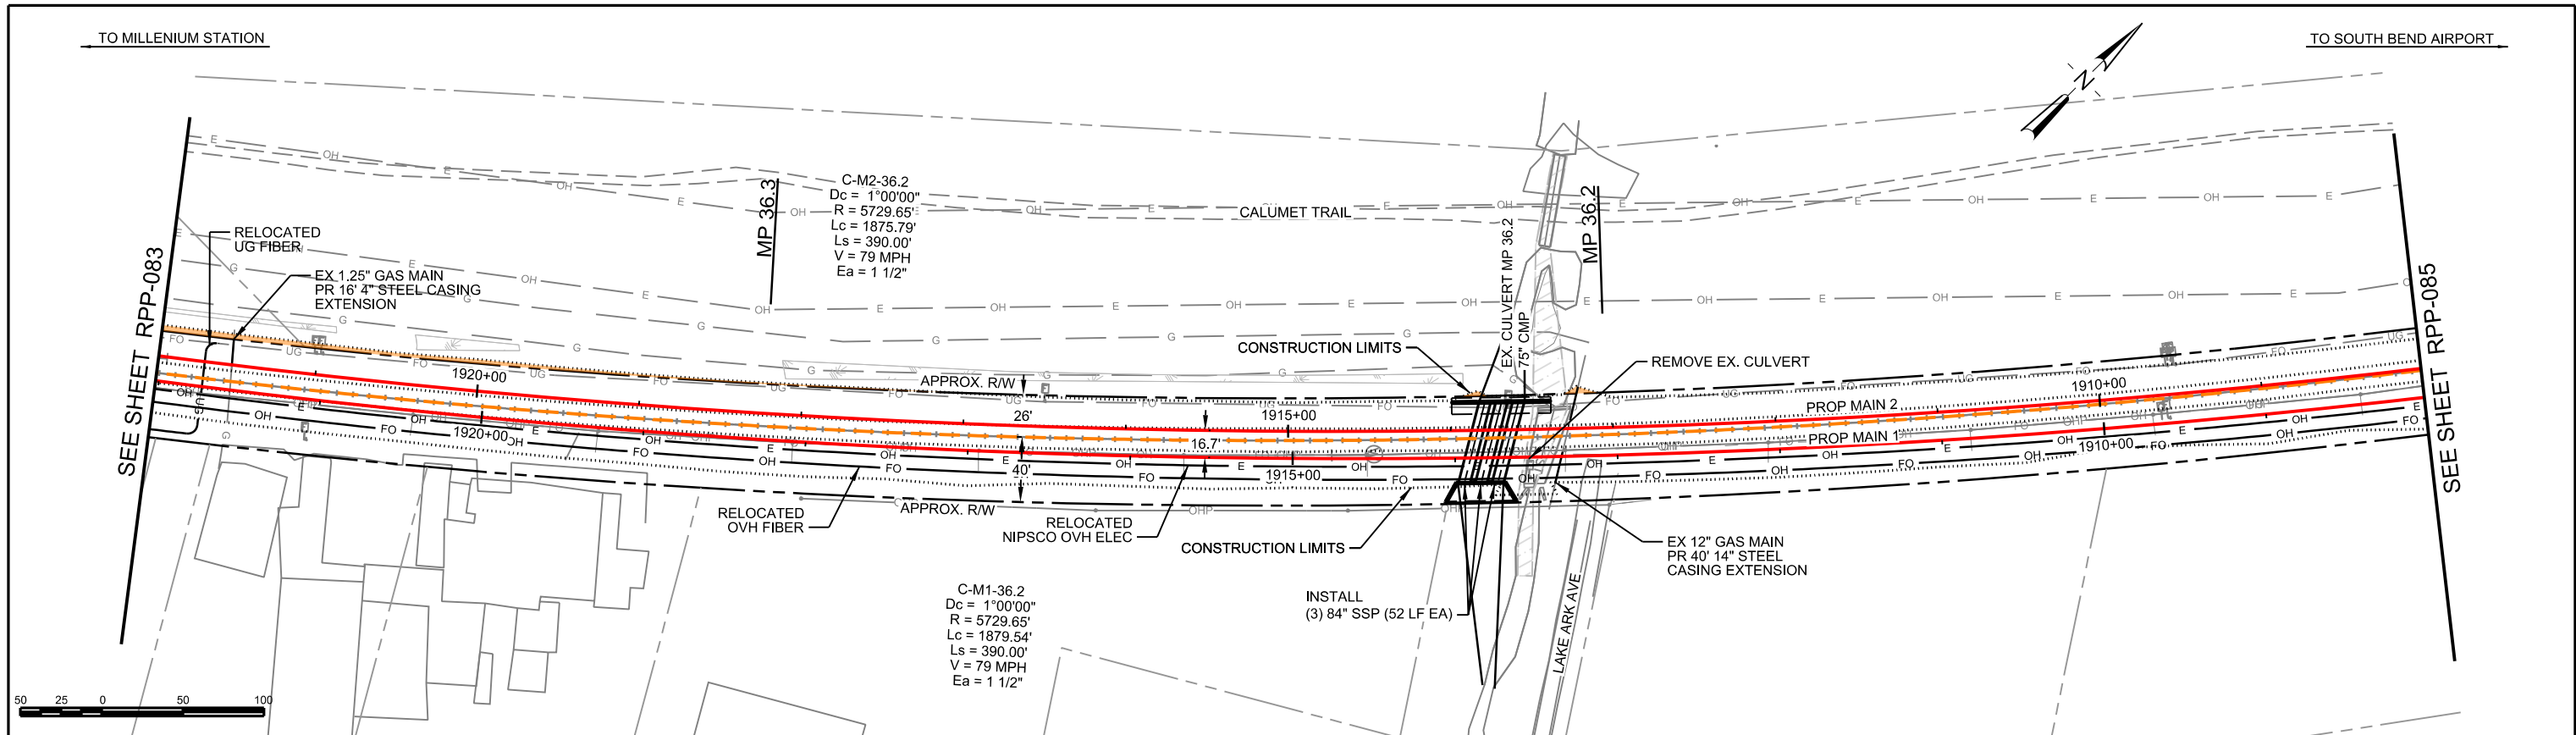 TO MILLENIUM STATION
TO SOUTH BEND AIRPORT
N
SEE SHEET RPP-083
SEE SHEET RPP-085
RELOCATED
UG FIBER
EX 1.25" GAS MAIN
PR 16' 4" STEEL CASING
EXTENSION
MP 36.3
C-M2-36.2
Dc = 1°00'00"
R = 5729.65'
Lc = 1875.79'
Ls = 390.00'
V = 79 MPH
Ea = 1 1/2"
CALUMET TRAIL
MP 36.2
EX. CULVERT MP 36.2
75" CMP
CONSTRUCTION LIMITS
REMOVE EX. CULVERT
APPROX. R/W
1920+00
1920+00
26'
40'
16.7'
1915+00
1915+00
PROP MAIN 2
PROP MAIN 1
1910+00
1910+00
RELOCATED
OVH FIBER
APPROX. R/W
RELOCATED
NIPSCO OVH ELEC
CONSTRUCTION LIMITS
EX 12" GAS MAIN
PR 40' 14" STEEL
CASING EXTENSION
INSTALL
(3) 84" SSP (52 LF EA)
LAKE ARK AVE
C-M1-36.2
Dc = 1°00'00"
R = 5729.65'
Lc = 1879.54'
Ls = 390.00'
V = 79 MPH
Ea = 1 1/2"
50 25 0 50 100